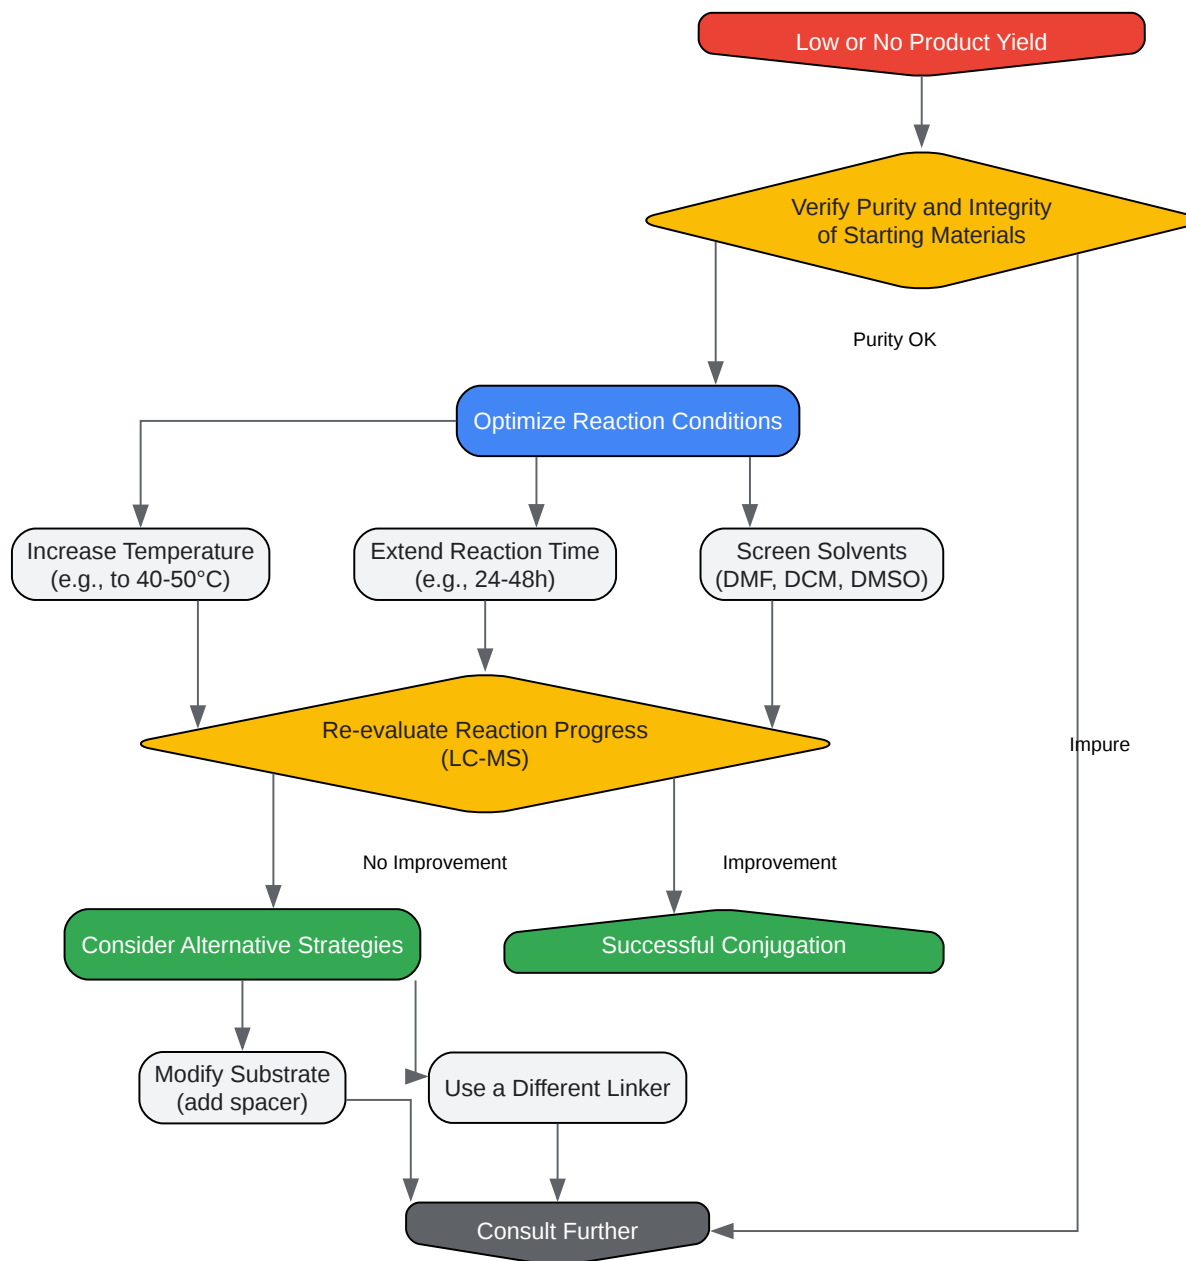 Low or No Product Yield
Verify Purity and Integrity
of Starting Materials
Purity OK
Optimize Reaction Conditions
Increase Temperature
(e.g., to 40-50°C)
Extend Reaction Time
(e.g., 24-48h)
Screen Solvents
(DMF, DCM, DMSO)
Re-evaluate Reaction Progress
(LC-MS)
Impure
No Improvement
Improvement
Consider Alternative Strategies
Successful Conjugation
Modify Substrate
(add spacer)
Use a Different Linker
Consult Further